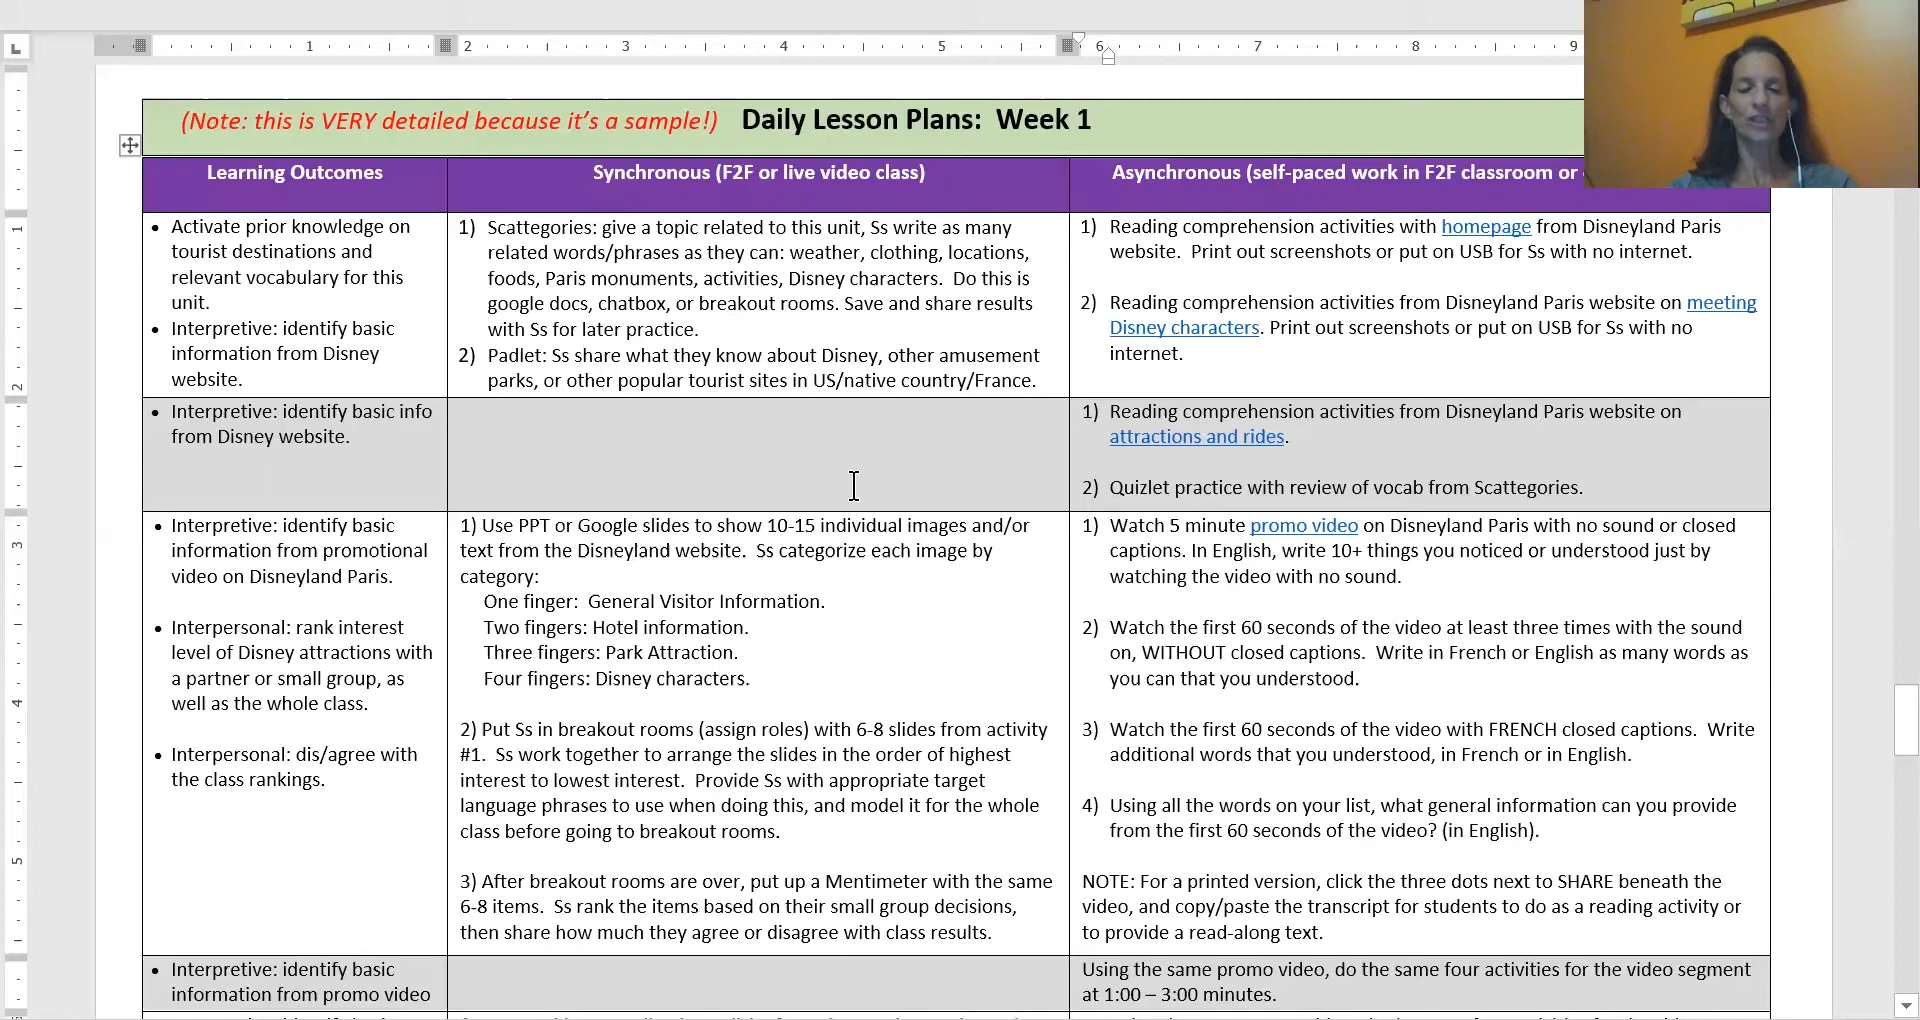 1 2 3 4 5 6 7 8 9
(Note: this is VERY detailed because it's a sample!) Daily Lesson Plans: Week 1
Learning Outcomes
Synchronous (F2F or live video class)
Asynchronous (self-paced work in F2F classroom or
• Activate prior knowledge on
tourist destinations and
relevant vocabulary for this
unit.
• Interpretive: identify basic
information from Disney
website.
1) Scattegories: give a topic related to this unit, Ss write as many
related words/phrases as they can: weather, clothing, locations,
foods, Paris monuments, activities, Disney characters. Do this is
google docs, chatbox, or breakout rooms. Save and share results
with Ss for later practice.
2) Padlet: Ss share what they know about Disney, other amusement
parks, or other popular tourist sites in US/native country/France.
1) Reading comprehension activities with homepage from Disneyland Paris
website. Print out screenshots or put on USB for Ss with no internet.
2) Reading comprehension activities from Disneyland Paris website on meeting
Disney characters. Print out screenshots or put on USB for Ss with no
internet.
• Interpretive: identify basic info
from Disney website.
1) Reading comprehension activities from Disneyland Paris website on
attractions and rides.
2) Quizlet practice with review of vocab from Scattegories.
• Interpretive: identify basic
information from promotional
video on Disneyland Paris.
• Interpersonal: rank interest
level of Disney attractions with
a partner or small group, as
well as the whole class.
• Interpersonal: dis/agree with
the class rankings.
1) Use PPT or Google slides to show 10-15 individual images and/or
text from the Disneyland website. Ss categorize each image by
category:
One finger: General Visitor Information.
Two fingers: Hotel information.
Three fingers: Park Attraction.
Four fingers: Disney characters.
2) Put Ss in breakout rooms (assign roles) with 6-8 slides from activity
#1. Ss work together to arrange the slides in the order of highest
interest to lowest interest. Provide Ss with appropriate target
language phrases to use when doing this, and model it for the whole
class before going to breakout rooms.
3) After breakout rooms are over, put up a Mentimeter with the same
6-8 items. Ss rank the items based on their small group decisions,
then share how much they agree or disagree with class results.
1) Watch 5 minute promo video on Disneyland Paris with no sound or closed
captions. In English, write 10+ things you noticed or understood just by
watching the video with no sound.
2) Watch the first 60 seconds of the video at least three times with the sound
on, WITHOUT closed captions. Write in French or English as many words as
you can that you understood.
3) Watch the first 60 seconds of the video with FRENCH closed captions. Write
additional words that you understood, in French or in English.
4) Using all the words on your list, what general information can you provide
from the first 60 seconds of the video? (in English).
NOTE: For a printed version, click the three dots next to SHARE beneath the
video, and copy/paste the transcript for students to do as a reading activity or
to provide a read-along text.
• Interpretive: identify basic
information from promo video
Using the same promo video, do the same four activities for the video segment
at 1:00 – 3:00 minutes.
1
2
3
4
5